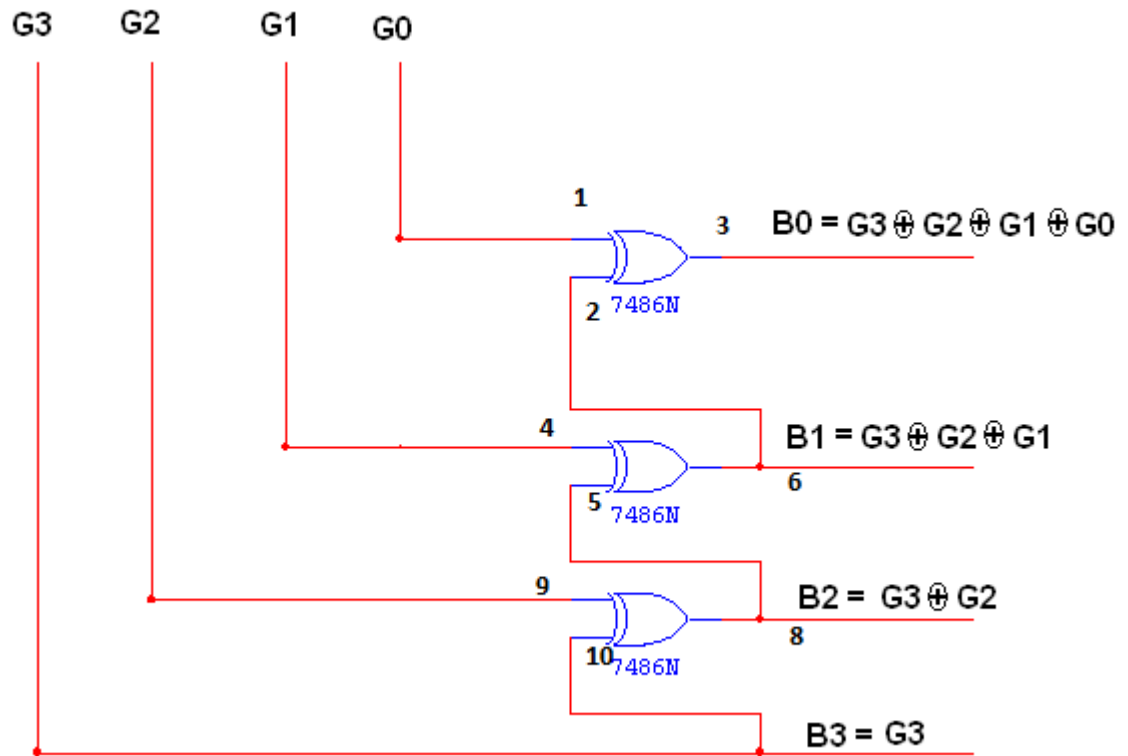 G3 G2 G1 G0
1
3
B0 = G3 ⊕ G2 ⊕ G1 ⊕ G0
2
7486N
4
B1 = G3 ⊕ G2 ⊕ G1
6
5
7486N
9
B2 = G3 ⊕ G2
8
10
7486N
B3 = G3